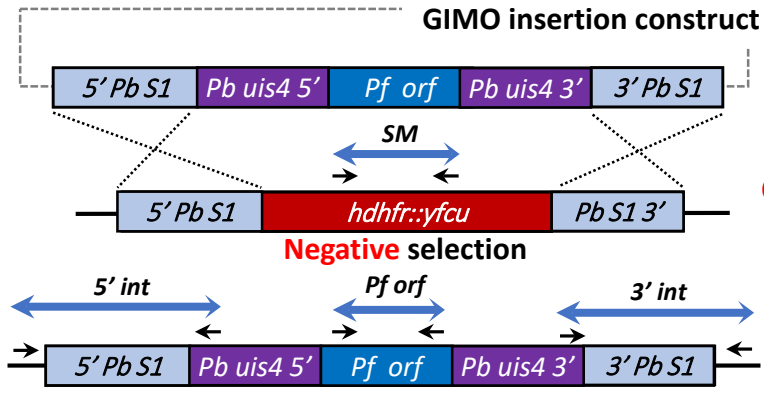 GIMO insertion construct
5’ Pb S1 Pb uis4 5’ Pf orf Pb uis4 3’ 3’ Pb S1
SM
5’ Pb S1 hdhfr::yfcu Pb S1 3’
Negative selection
5’ int Pf orf 3’ int
5’ Pb S1 Pb uis4 5’ Pf orf Pb uis4 3’ 3’ Pb S1